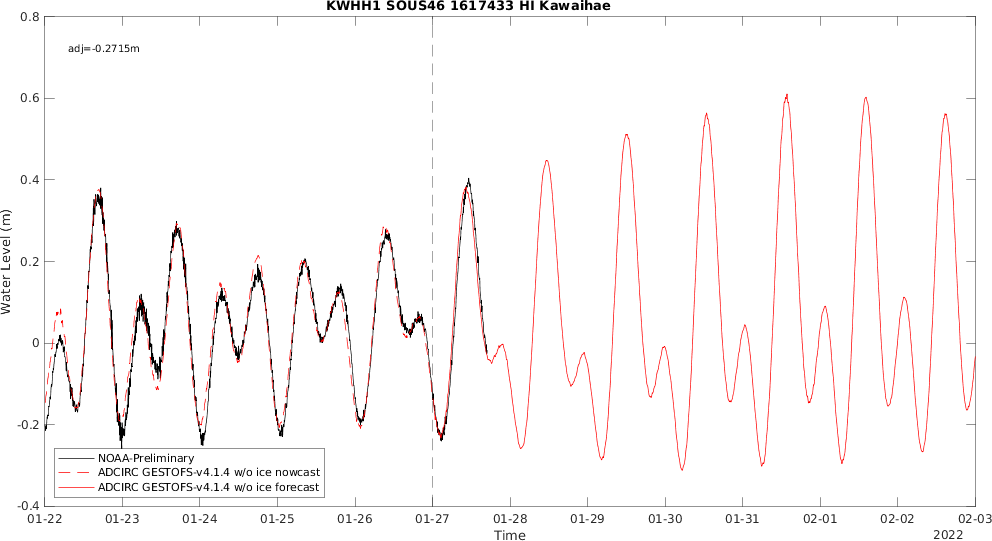 KWHH1 SOUS46 1617433 HI Kawaihae
adj=-0.2715m
0.8
0.6
0.4
0.2
0
-0.2
-0.4
Water Level (m)
NOAA-Preliminary
ADCIRC GESTOFS-v4.1.4 w/o ice nowcast
ADCIRC GESTOFS-v4.1.4 w/o ice forecast
01-22 01-23 01-24 01-25 01-26 01-27 01-28 01-29 01-30 01-31 02-01 02-02 02-03
Time
2022